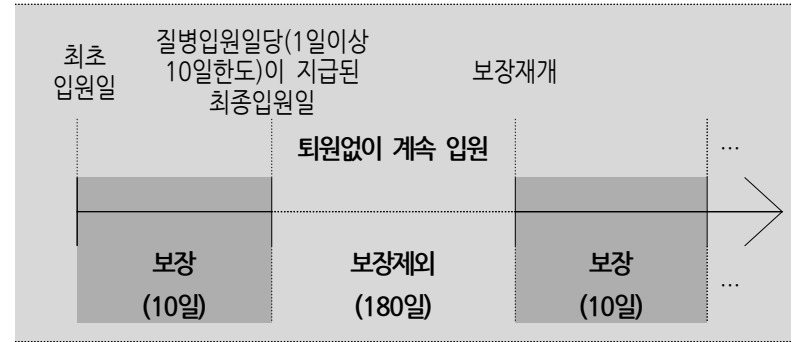 최초
입원일
질병입원일당(1일이상
10일한도)이 지급된
최종입원일
보장재개
퇴원없이 계속 입원
...
보장
(10일)
보장제외
(180일)
보장
(10일)
...